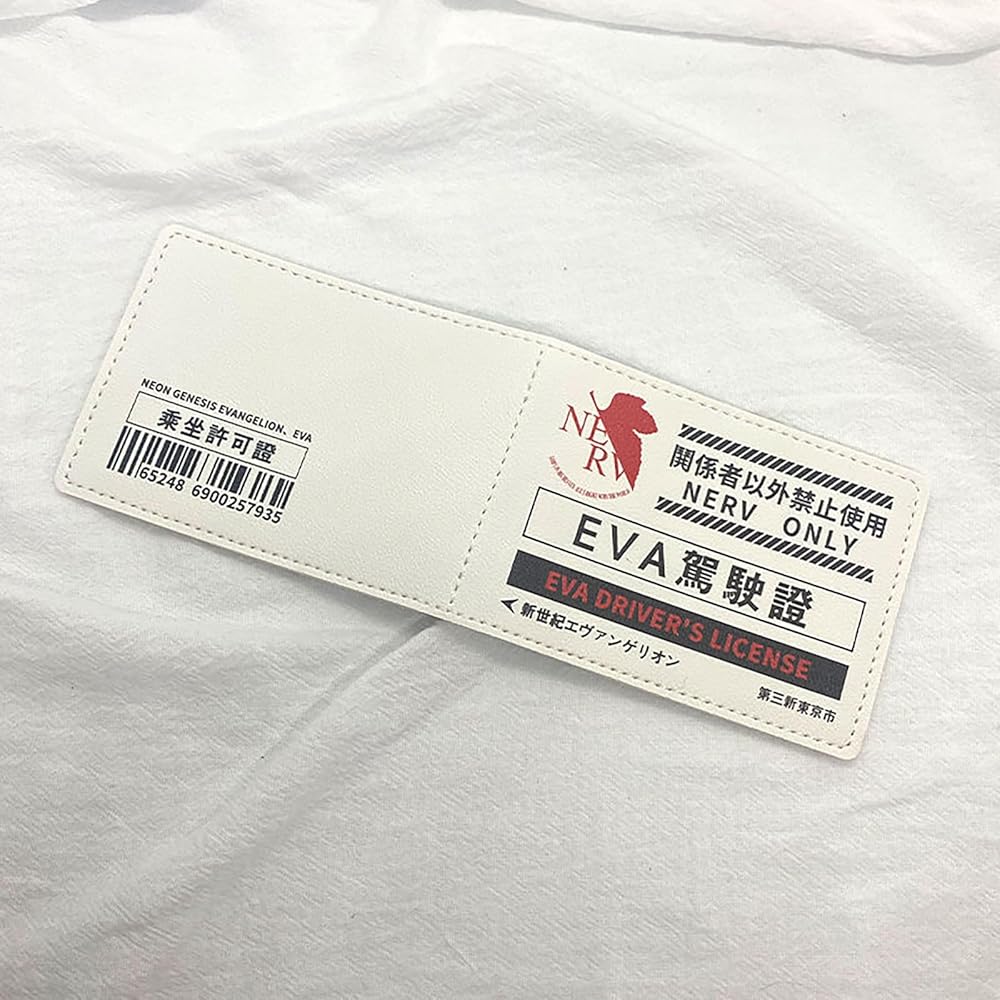 NEON GENESIS EVANGELION、EVA
乘坐許可證
65248 6900257935
NERV
関係者以外禁止使用
NERV ONLY
EVA駕駛證
EVA DRIVER'S LICENSE
新世紀エヴァンゲリオン
第三新東京市